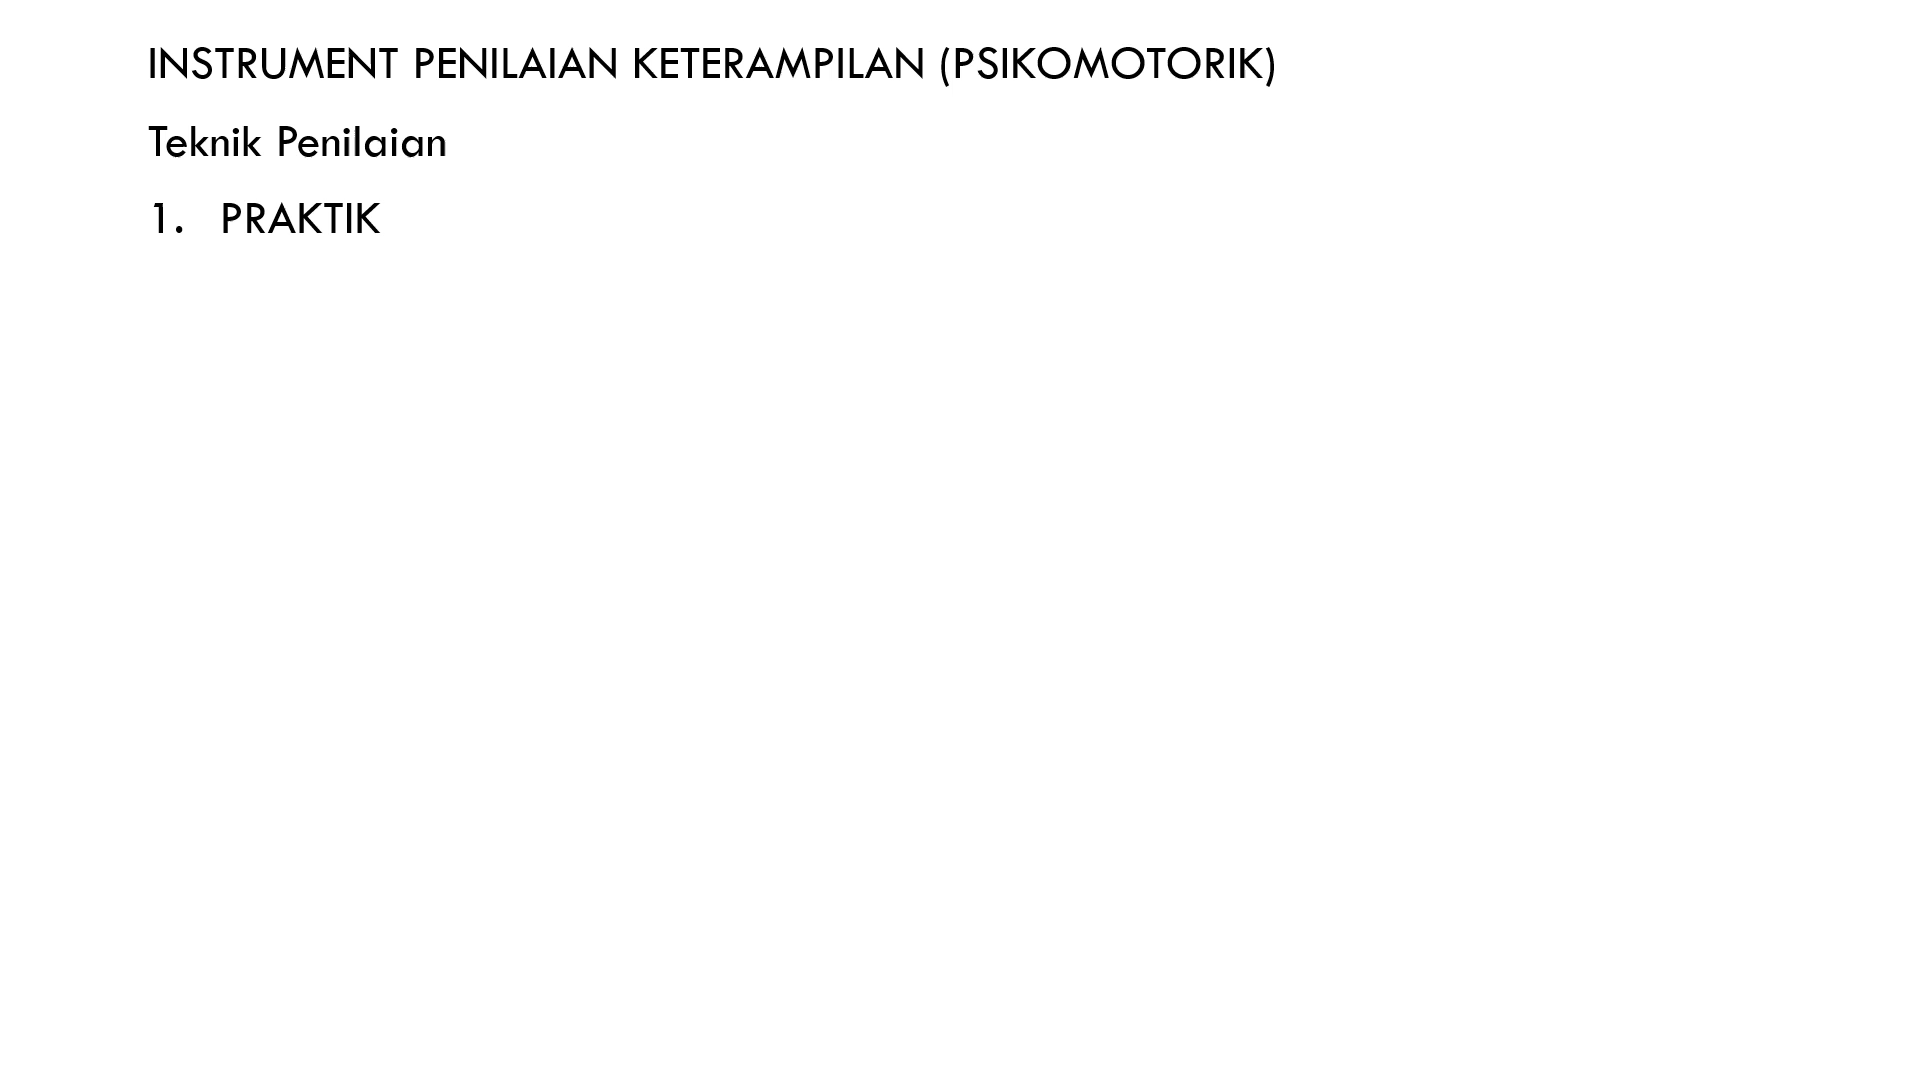 INSTRUMENT PENILAIAN KETERAMPILAN (PSIKOMOTORIK)
Teknik Penilaian
1. PRAKTIK